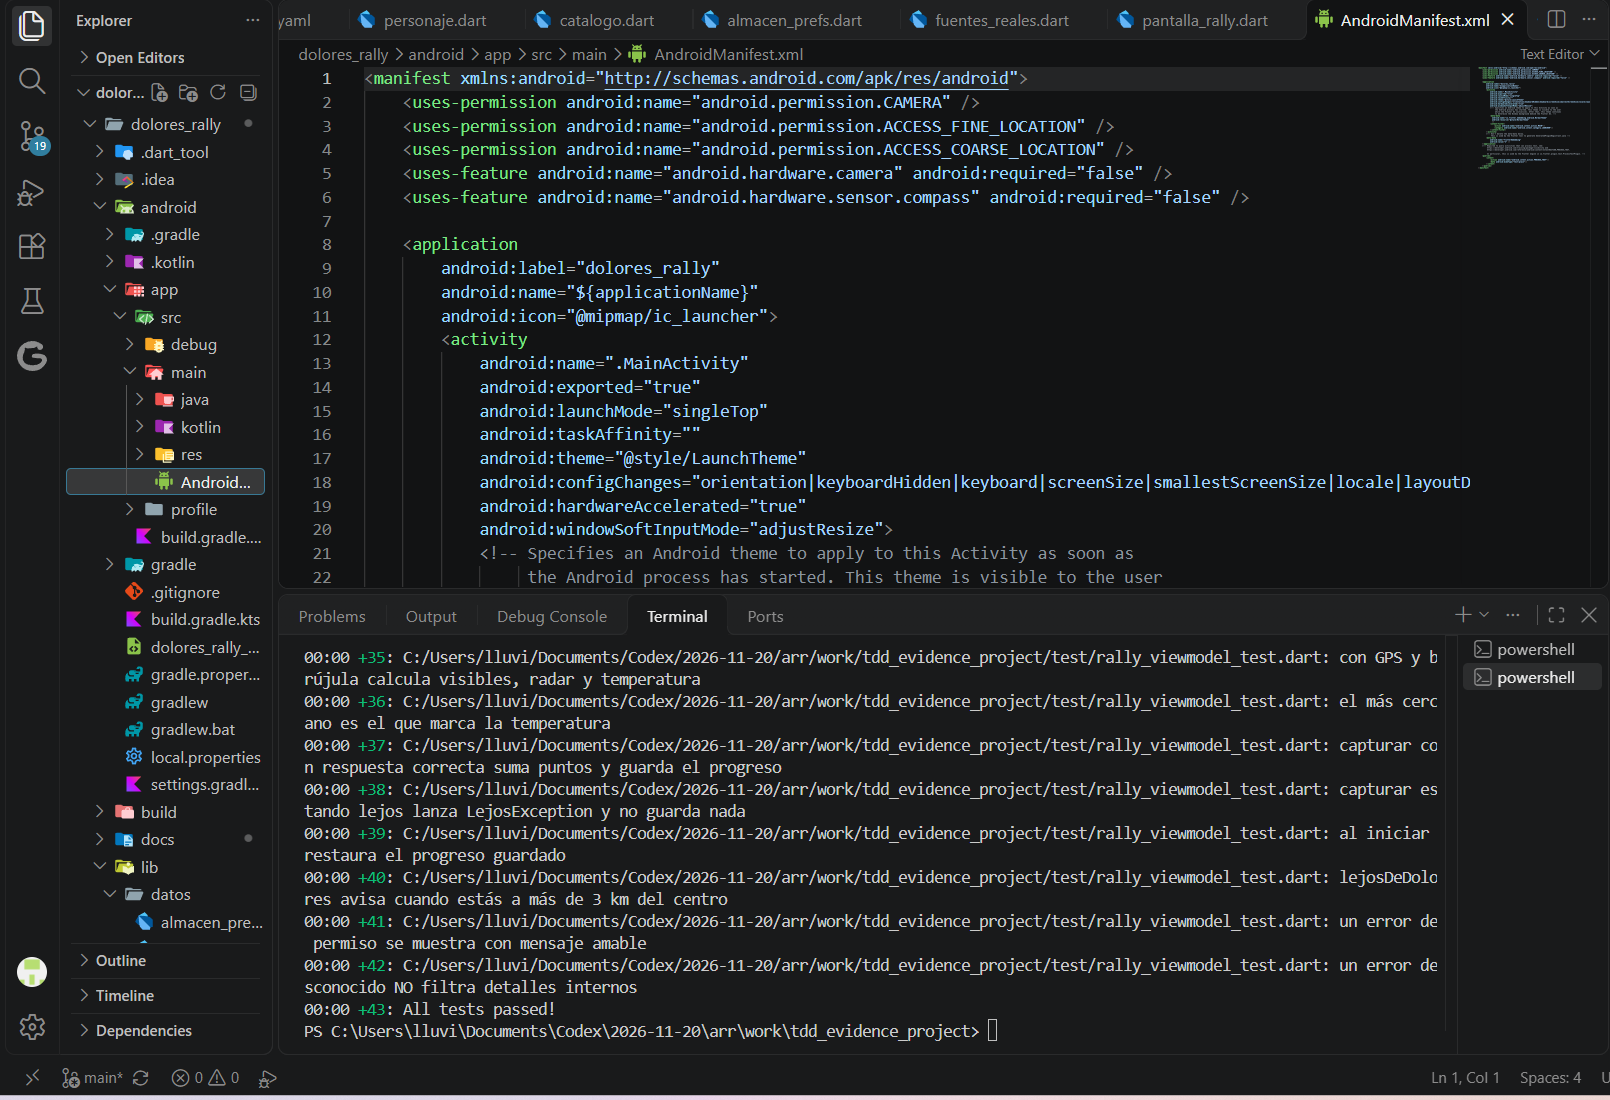 Explorer
Open Editors
dolor...
dolores_rally
.dart_tool
.idea
android
.gradle
.kotlin
app
src
debug
main
java
kotlin
res
Android...
profile
build.gradle....
gradle
.gitignore
build.gradle.kts
dolores_rally_...
gradle.proper...
gradlew
gradlew.bat
local.properties
settings.gradl...
build
docs
lib
datos
almacen_pre...
Outline
Timeline
Dependencies
19
yaml
personaje.dart
catalogo.dart
almacen_prefs.dart
fuentes_reales.dart
pantalla_rally.dart
AndroidManifest.xml
dolores_rally > android > app > src > main > AndroidManifest.xml
Text Editor
1 <manifest xmlns:android="http://schemas.android.com/apk/res/android">
2 <uses-permission android:name="android.permission.CAMERA" />
3 <uses-permission android:name="android.permission.ACCESS_FINE_LOCATION" />
4 <uses-permission android:name="android.permission.ACCESS_COARSE_LOCATION" />
5 <uses-feature android:name="android.hardware.camera" android:required="false" />
6 <uses-feature android:name="android.hardware.sensor.compass" android:required="false" />
7
8 <application
9 android:label="dolores_rally"
10 android:name="${applicationName}"
11 android:icon="@mipmap/ic_launcher">
12 <activity
13 android:name=".MainActivity"
14 android:exported="true"
15 android:launchMode="singleTop"
16 android:taskAffinity=""
17 android:theme="@style/LaunchTheme"
18 android:configChanges="orientation|keyboardHidden|keyboard|screenSize|smallestScreenSize|locale|layoutD
19 android:hardwareAccelerated="true"
20 android:windowSoftInputMode="adjustResize">
21 <!-- Specifies an Android theme to apply to this Activity as soon as
22 the Android process has started. This theme is visible to the user
Problems
Output
Debug Console
Terminal
Ports
powershell
powershell
00:00 +35: C:/Users/lluvi/Documents/Codex/2026-11-20/arr/work/tdd_evidence_project/test/rally_viewmodel_test.dart: con GPS y b
rújula calcula visibles, radar y temperatura
00:00 +36: C:/Users/lluvi/Documents/Codex/2026-11-20/arr/work/tdd_evidence_project/test/rally_viewmodel_test.dart: el más cerc
ano es el que marca la temperatura
00:00 +37: C:/Users/lluvi/Documents/Codex/2026-11-20/arr/work/tdd_evidence_project/test/rally_viewmodel_test.dart: capturar co
n respuesta correcta suma puntos y guarda el progreso
00:00 +38: C:/Users/lluvi/Documents/Codex/2026-11-20/arr/work/tdd_evidence_project/test/rally_viewmodel_test.dart: capturar es
tando lejos lanza LejosException y no guarda nada
00:00 +39: C:/Users/lluvi/Documents/Codex/2026-11-20/arr/work/tdd_evidence_project/test/rally_viewmodel_test.dart: al iniciar
restaura el progreso guardado
00:00 +40: C:/Users/lluvi/Documents/Codex/2026-11-20/arr/work/tdd_evidence_project/test/rally_viewmodel_test.dart: lejosDeDolo
res avisa cuando estás a más de 3 km del centro
00:00 +41: C:/Users/lluvi/Documents/Codex/2026-11-20/arr/work/tdd_evidence_project/test/rally_viewmodel_test.dart: un error de
permiso se muestra con mensaje amable
00:00 +42: C:/Users/lluvi/Documents/Codex/2026-11-20/arr/work/tdd_evidence_project/test/rally_viewmodel_test.dart: un error de
sconocido NO filtra detalles internos
00:00 +43: All tests passed!
PS C:\Users\lluvi\Documents\Codex\2026-11-20\arr\work\tdd_evidence_project>
main*
0
0
Ln 1, Col 1
Spaces: 4
U